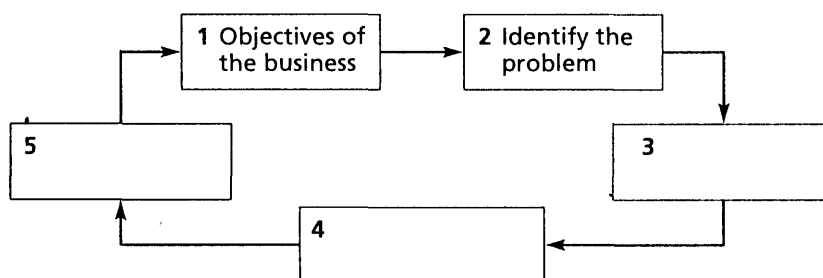 1 Objectives of
the business
2 Identify the
problem
3
4
5